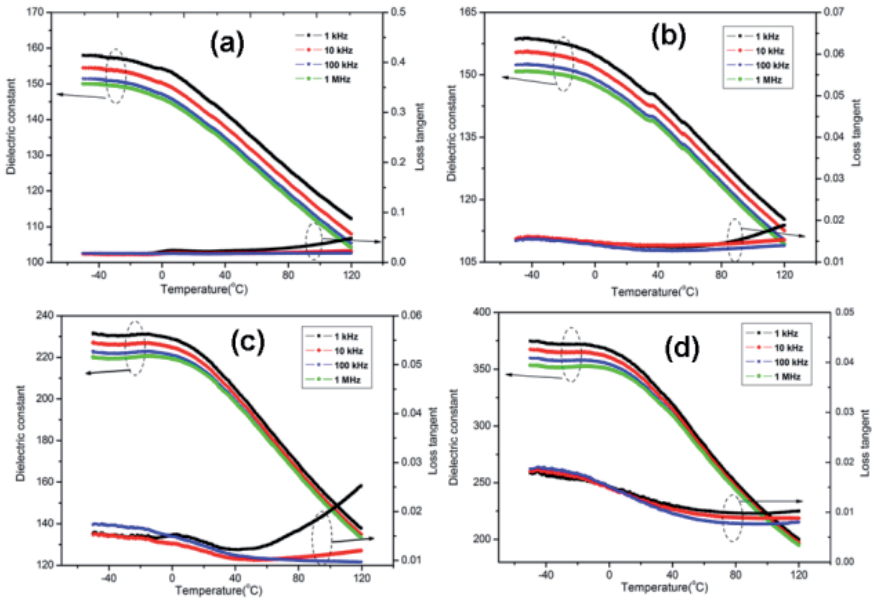 (a)
170
160
150
140
130
120
110
100
Dielectric constant
1 kHz
10 kHz
100 kHz
1 MHz
0.5
0.4
0.3
0.2
0.1
0.0
Loss tangent
-40 0 40 80 120
Temperature(°C)
(b)
165
155
145
135
125
115
105
Dielectric constant
1 kHz
10 kHz
100 kHz
1 MHz
0.07
0.06
0.05
0.04
0.03
0.02
0.01
Loss tangent
-40 0 40 80 120
Temperature(°C)
(c)
240
220
200
180
160
140
120
Dielectric constant
1 kHz
10 kHz
100 kHz
1 MHz
0.06
0.05
0.04
0.03
0.02
0.01
Loss tangent
-40 0 40 80 120
Temperature(°C)
(d)
400
350
300
250
200
Dielectric constant
1 kHz
10 kHz
100 kHz
1 MHz
0.05
0.04
0.03
0.02
0.01
0.00
Loss tangent
-40 0 40 80 120
Temperature(°C)